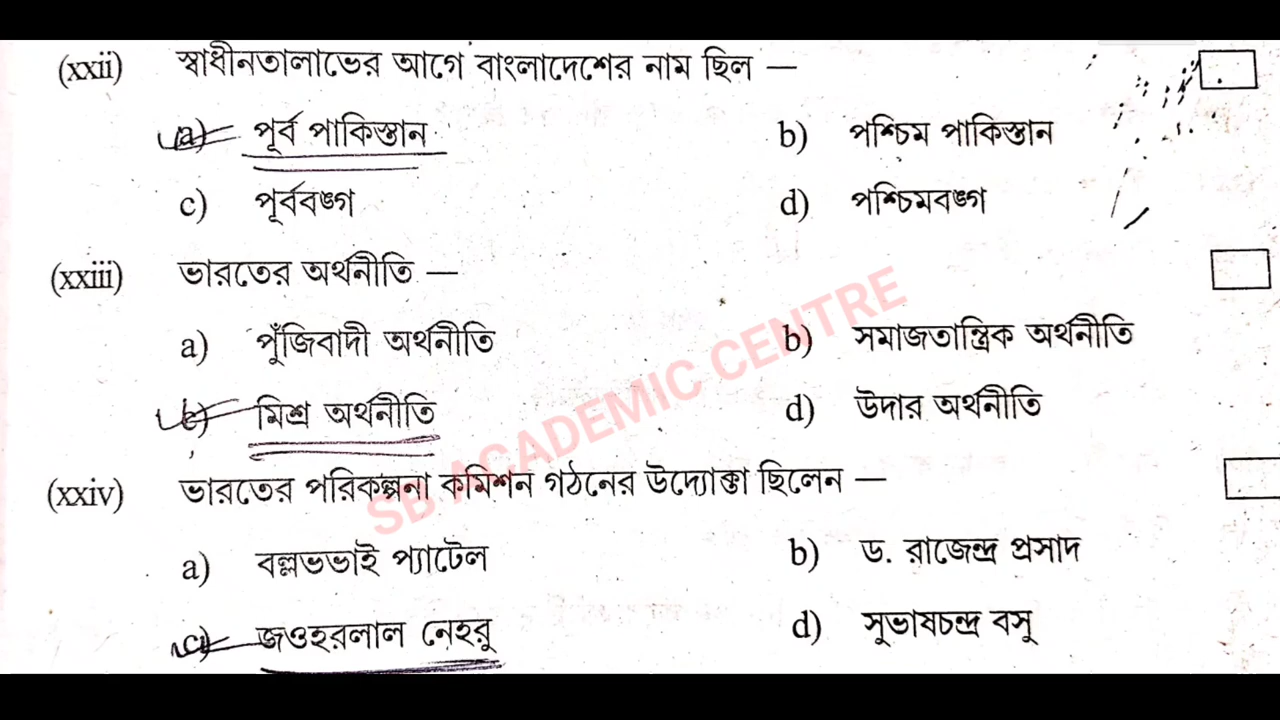 (xxii) স্বাধীনতালাভের আগে বাংলাদেশের নাম ছিল —
a) পূর্ব পাকিস্তান b) পশ্চিম পাকিস্তান
c) পূর্ববঙ্গ d) পশ্চিমবঙ্গ
(xxiii) ভারতের অর্থনীতি —
a) পুঁজিবাদী অর্থনীতি b) সমাজতান্ত্রিক অর্থনীতি
c) মিশ্র অর্থনীতি d) উদার অর্থনীতি
SB ACADEMIC CENTRE
(xxiv) ভারতের পরিকল্পনা কমিশন গঠনের উদ্যোক্তা ছিলেন —
a) বল্লভভাই প্যাটেল b) ড. রাজেন্দ্র প্রসাদ
c) জওহরলাল নেহরু d) সুভাষচন্দ্র বসু